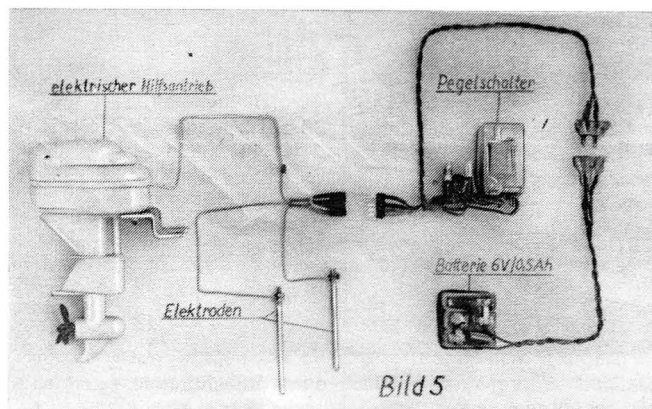 elektrischer Hilfsantrieb
Pegelschalter
Batterie 6V/0,5Ah
Elektroden
Bild 5